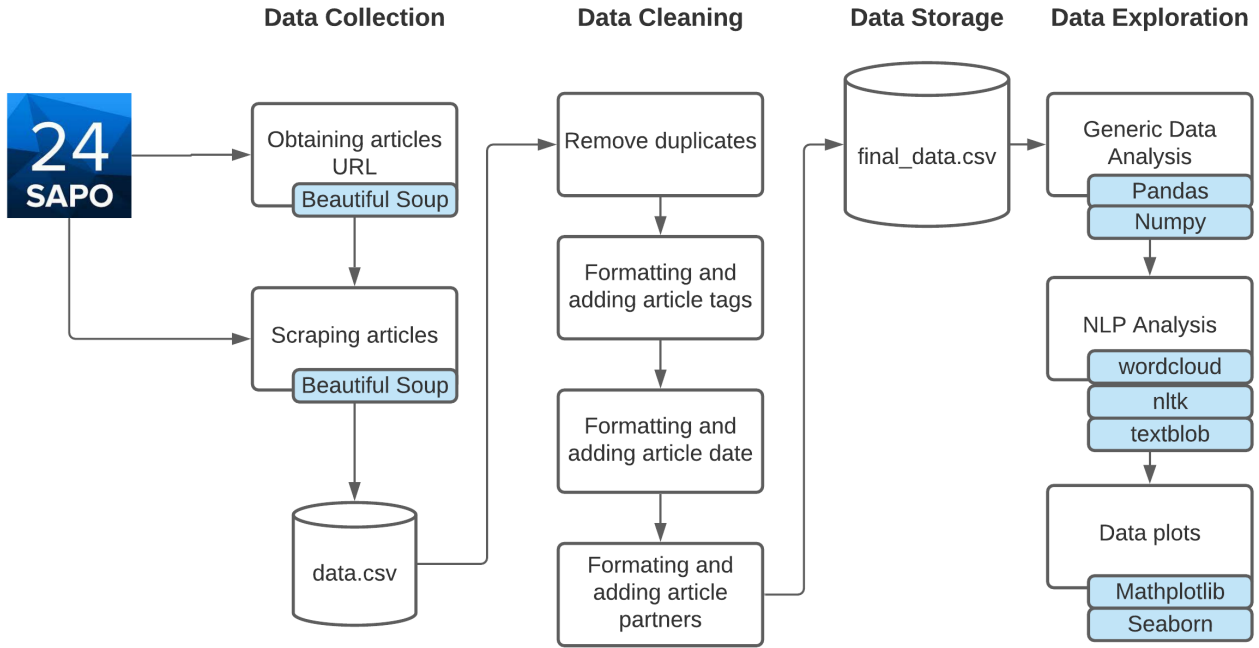 Data Collection
Data Cleaning
Data Storage
Data Exploration
24
SAPO
Obtaining articles
URL
Beautiful Soup
Scraping articles
Beautiful Soup
data.csv
Remove duplicates
Formatting and
adding article tags
Formatting and
adding article date
Formating and
adding article
partners
final_data.csv
Generic Data
Analysis
Pandas
Numpy
NLP Analysis
wordcloud
nltk
textblob
Data plots
Mathplotlib
Seaborn